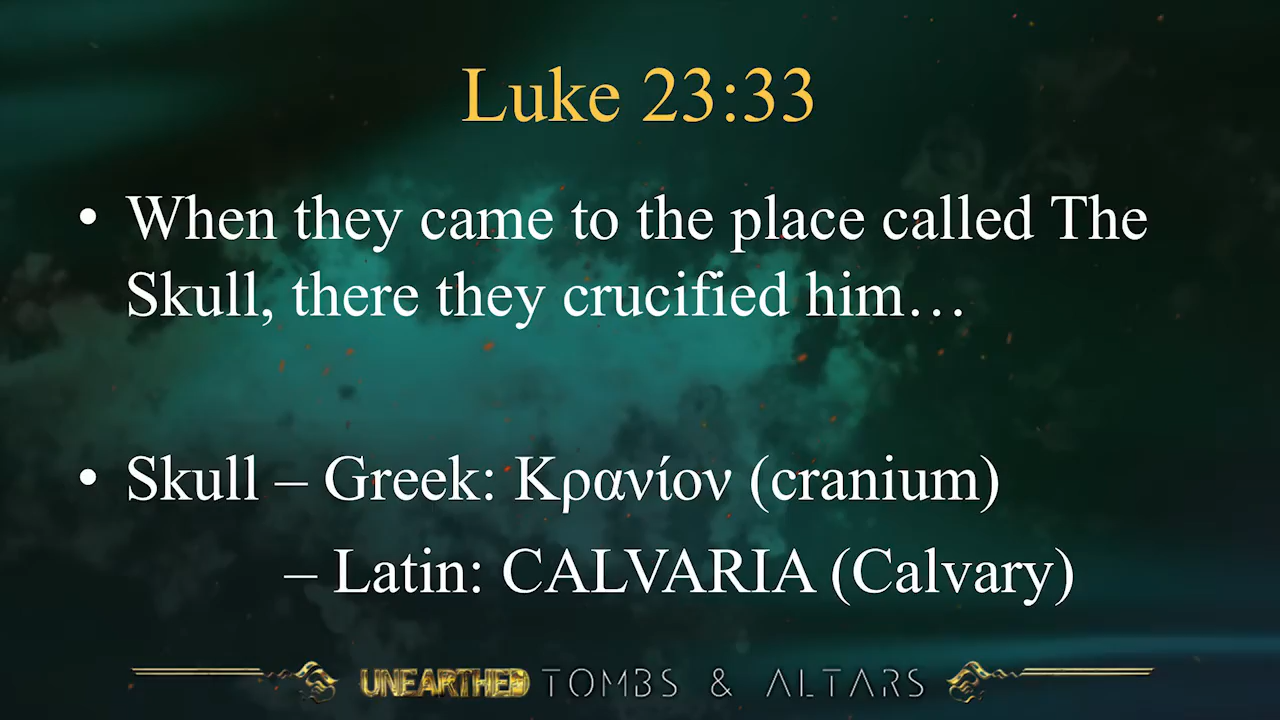 Luke 23:33
• When they came to the place called The
Skull, there they crucified him…
• Skull – Greek: Κρανίον (cranium)
– Latin: CALVARIA (Calvary)
UNEARTHED TOMBS & ALTARS